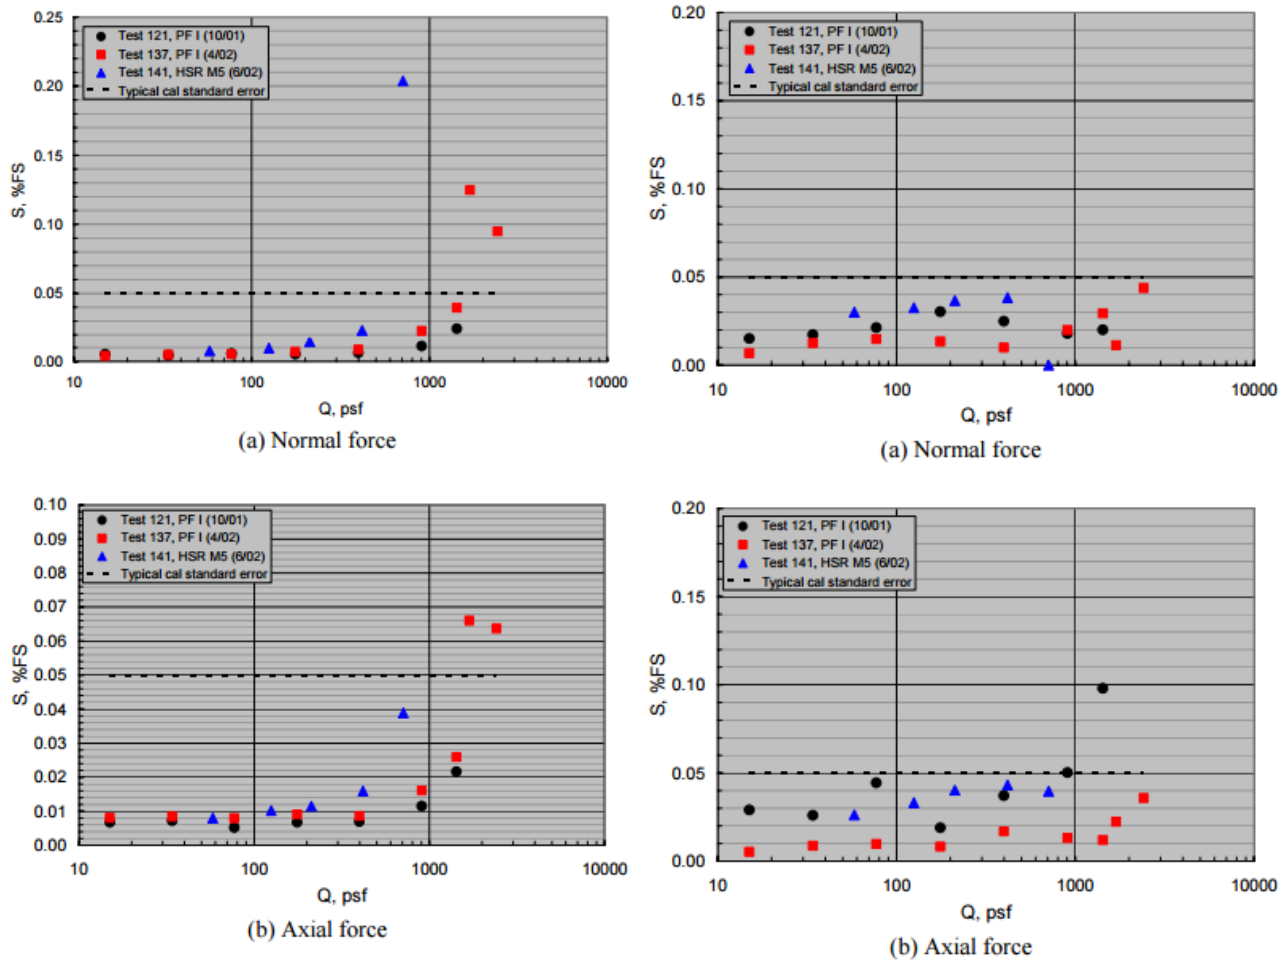 0.25
0.20
0.15
0.10
0.05
0.00
S, %FS
Test 121, PF I (10/01)
Test 137, PF I (4/02)
Test 141, HSR M5 (6/02)
Typical cal standard error
10 100 1000 10000
Q, psf
(a) Normal force
0.20
0.15
0.10
0.05
0.00
S, %FS
Test 121, PF I (10/01)
Test 137, PF I (4/02)
Test 141, HSR M5 (6/02)
Typical cal standard error
10 100 1000 10000
Q, psf
(a) Normal force
0.10
0.09
0.08
0.07
0.06
0.05
0.04
0.03
0.02
0.01
0.00
S, %FS
Test 121, PF I (10/01)
Test 137, PF I (4/02)
Test 141, HSR M5 (6/02)
Typical cal standard error
10 100 1000 10000
Q, psf
(b) Axial force
0.20
0.15
0.10
0.05
0.00
S, %FS
Test 121, PF I (10/01)
Test 137, PF I (4/02)
Test 141, HSR M5 (6/02)
Typical cal standard error
10 100 1000 10000
Q, psf
(b) Axial force